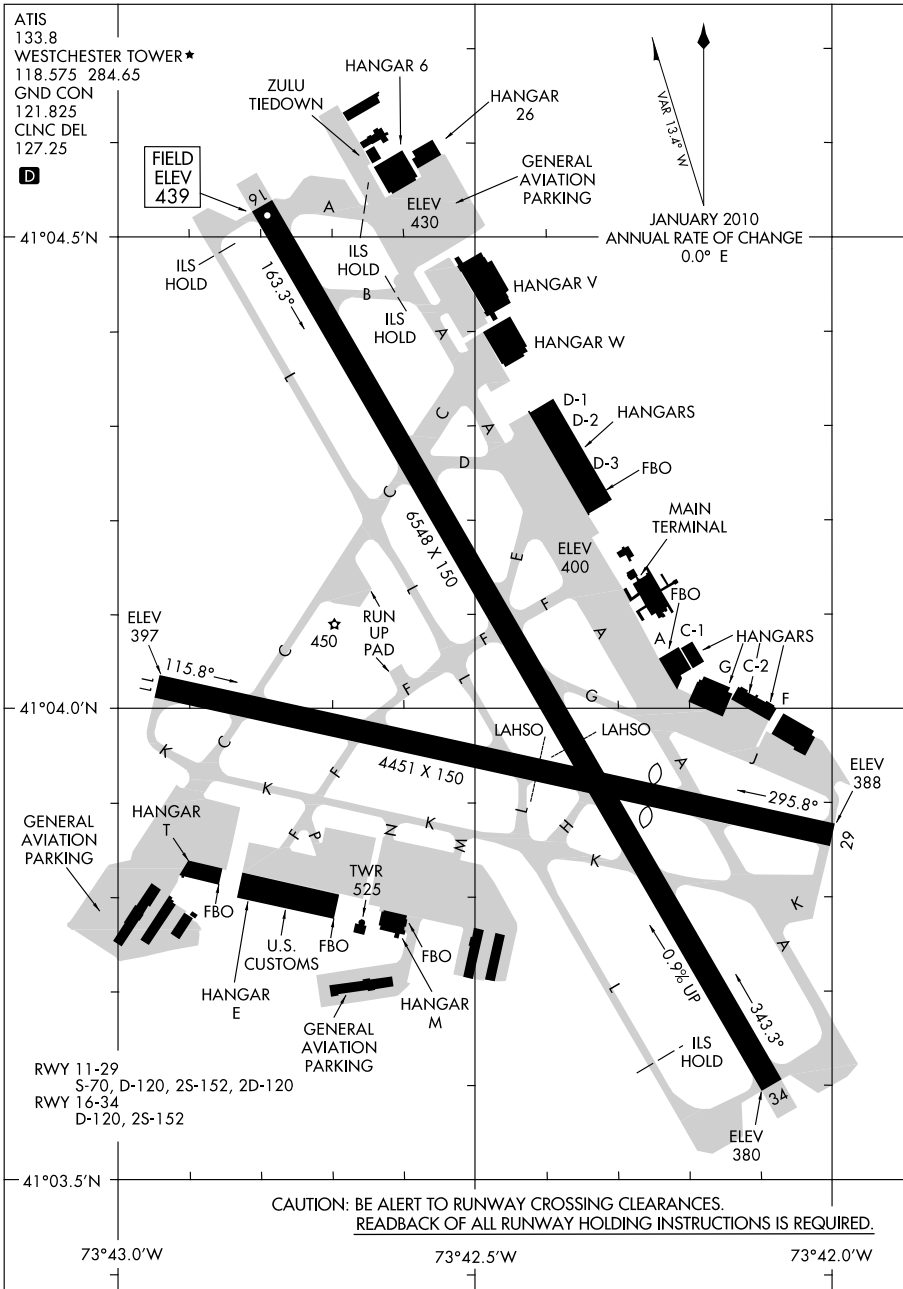 ATIS
133.8
WESTCHESTER TOWER★
118.575 284.65
GND CON
121.825
CLNC DEL
127.25
D
FIELD
ELEV
439
ZULU
TIEDOWN
HANGAR 6
HANGAR
26
GENERAL
AVIATION
PARKING
VAR 13.4° W
JANUARY 2010
ANNUAL RATE OF CHANGE
0.0° E
16
A
ELEV
430
41°04.5'N
ILS
HOLD
ILS
HOLD
163.3°
B
ILS
HOLD
A
HANGAR V
HANGAR W
L
C
A
D-1
D-2
HANGARS
D
D-3
FBO
C
6548 X 150
E
MAIN
TERMINAL
ELEV
400
L
F
FBO
ELEV
397
450
RUN
UP
PAD
F
A
A
C-1
HANGARS
C
115.8°
G
C-2
F
11
F
L
G
41°04.0'N
LAHSO
LAHSO
K
C
F
4451 X 150
A
J
ELEV
388
295.8°
K
L
29
HANGAR
T
GENERAL
AVIATION
PARKING
F
P
N
K
M
H
K
TWR
525
K
FBO
U.S.
CUSTOMS
FBO
FBO
A
HANGAR
E
HANGAR
M
0.9% UP
L
343.3°
GENERAL
AVIATION
PARKING
ILS
HOLD
RWY 11-29
S-70, D-120, 2S-152, 2D-120
RWY 16-34
D-120, 2S-152
34
ELEV
380
41°03.5'N
CAUTION: BE ALERT TO RUNWAY CROSSING CLEARANCES.
READBACK OF ALL RUNWAY HOLDING INSTRUCTIONS IS REQUIRED.
73°43.0'W
73°42.5'W
73°42.0'W